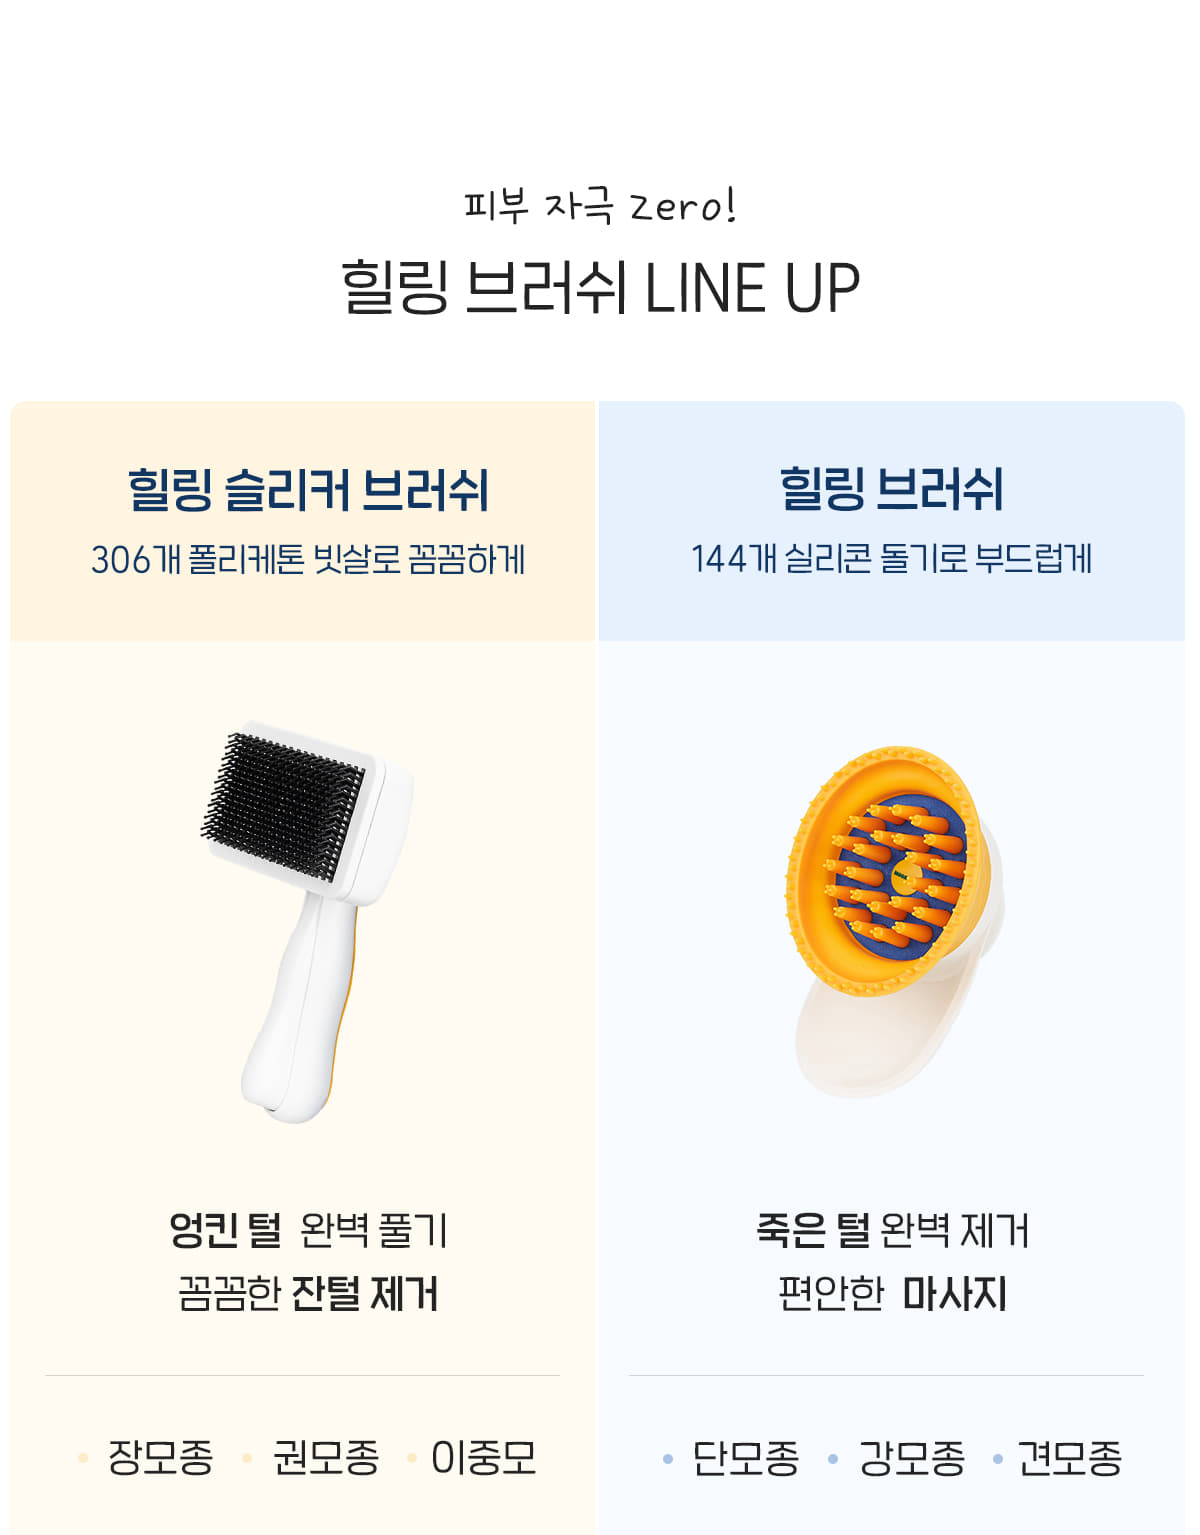 피부 자극 zero!
힐링 브러쉬 LINE UP
힐링 슬리커 브러쉬
306개 폴리케톤 빗살로 꼼꼼하게
엉킨 털 완벽 풀기
꼼꼼한 잔털 제거
• 장모종 • 권모종 • 이중모
힐링 브러쉬
144개 실리콘 돌기로 부드럽게
죽은 털 완벽 제거
편안한 마사지
• 단모종 • 강모종 • 견모종